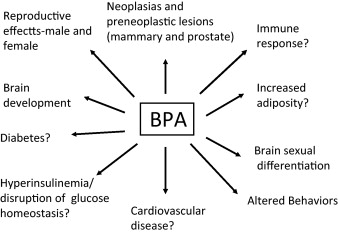 Reproductive
effectts-male and
female
Neoplasias and
preneoplastic lesions
(mammary and prostate)
Immune
response?
Brain
development
Increased
adiposity?
BPA
Diabetes?
Brain sexual
differentiation
Hyperinsulinemia/
disruption of glucose
homeostasis?
Cardiovascular
disease?
Altered Behaviors